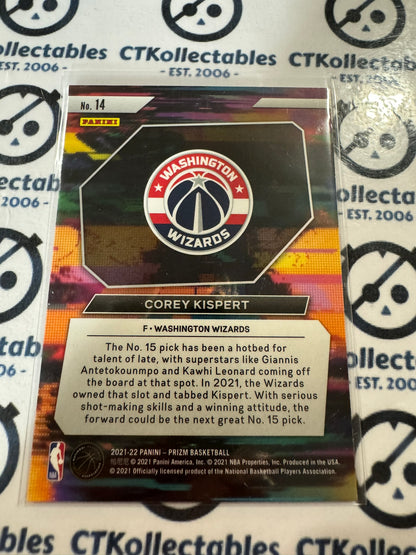 CTKollectables
- EST. 2006 -
CTKollectables
- EST. 2006 -
2006 -
No. 14
PANINI
Kollectables
EST. 2006 -
WASHINGTON
WIZARDS
COREY KISPERT
F • WASHINGTON WIZARDS
The No. 15 pick has been a hotbed for
talent of late, with superstars like Giannis
Antetokounmpo and Kawhi Leonard coming off
the board at that spot. In 2021, the Wizards
owned that slot and tabbed Kispert. With serious
shot-making skills and a winning attitude, the
forward could be the next great No. 15 pick.
2021-22 PANINI – PRIZM BASKETBALL
© 2021 Panini America, Inc. © 2021 NBA Properties, Inc. Produced in the USA.
© 2021 Officially licensed product of the National Basketball Players Association.
NBA
EST. 2006 -
CTKollectables
CTKollectables